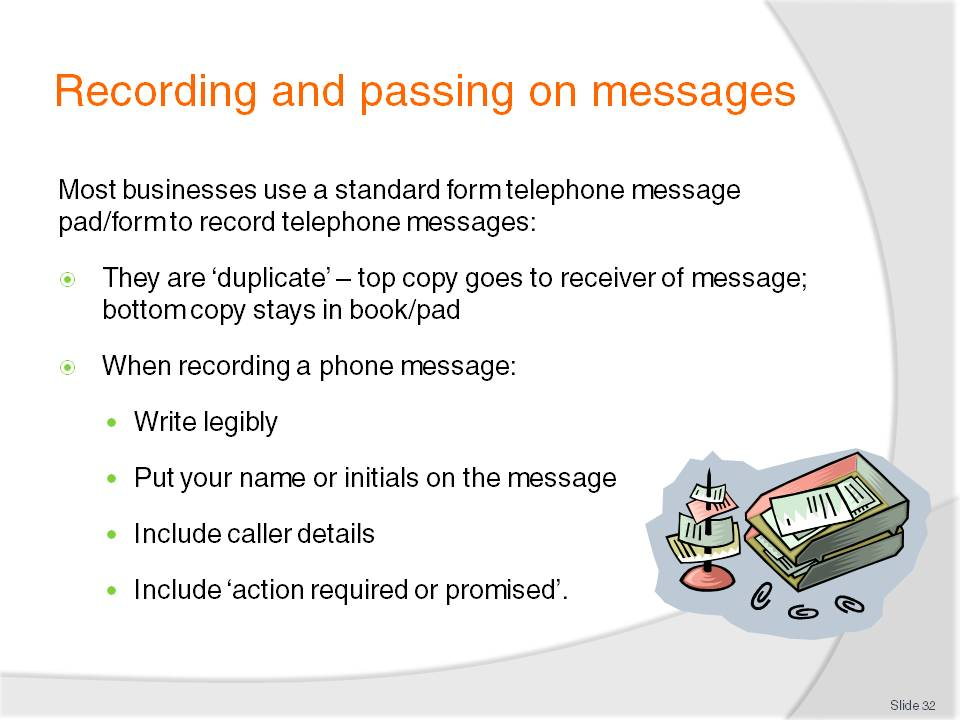 Recording and passing on messages
Most businesses use a standard form telephone message
pad/form to record telephone messages:
They are ‘duplicate’ – top copy goes to receiver of message;
bottom copy stays in book/pad
When recording a phone message:
Write legibly
Put your name or initials on the message
Include caller details
Include ‘action required or promised’.
Slide 32